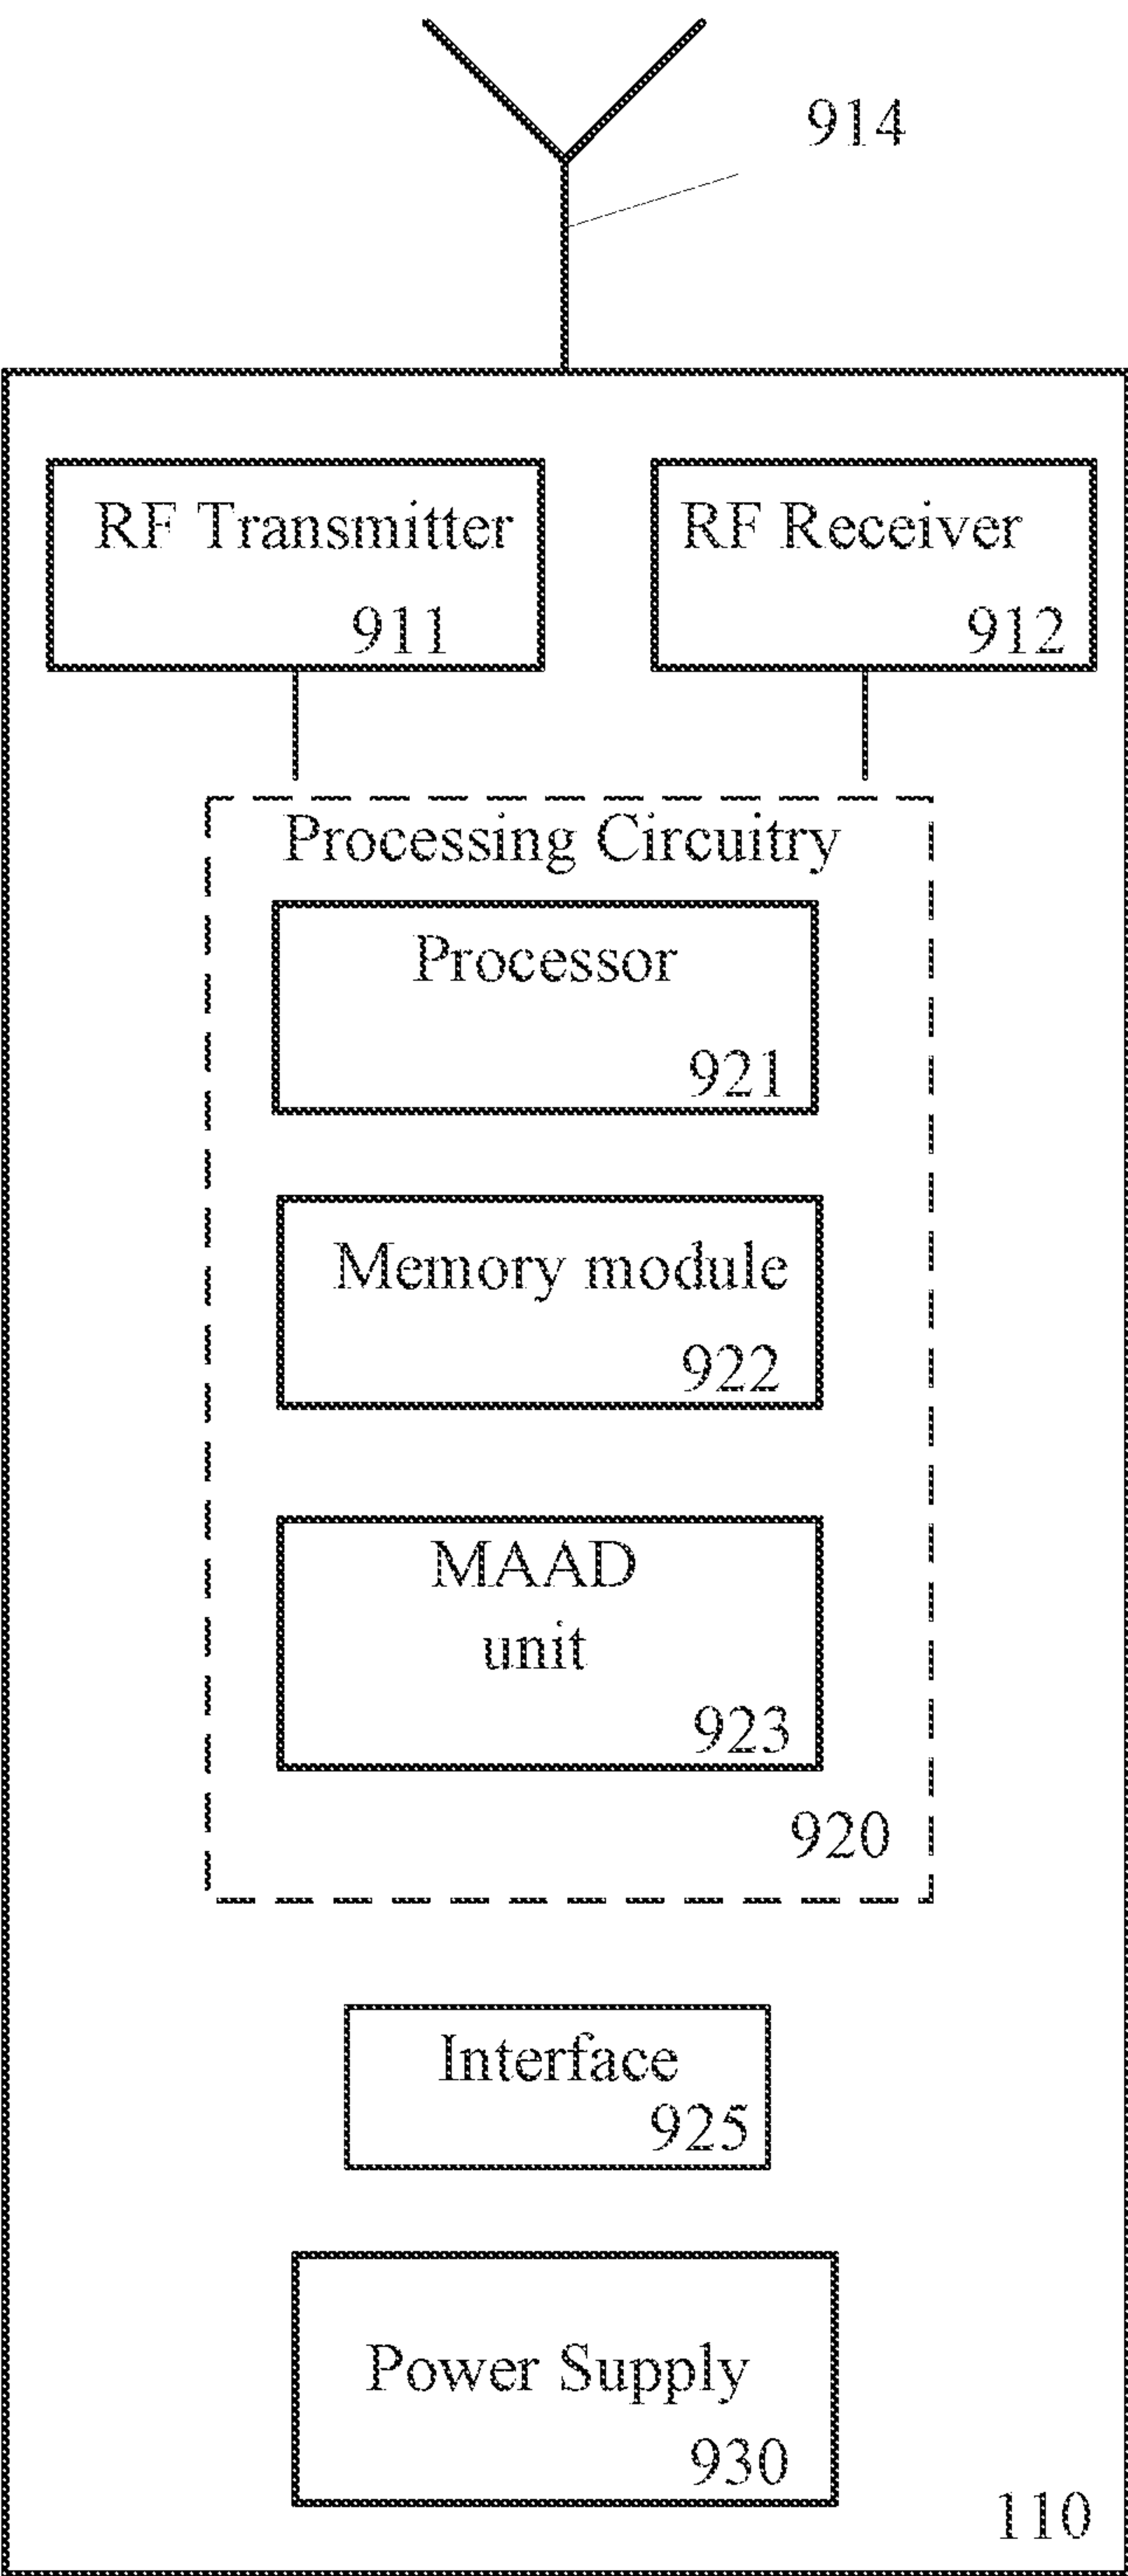 914
RF Transmitter
911
RF Receiver
912
Processing Circuitry
Processor
921
Memory module
922
MAAD
unit
923
920
Interface
925
Power Supply
930
110